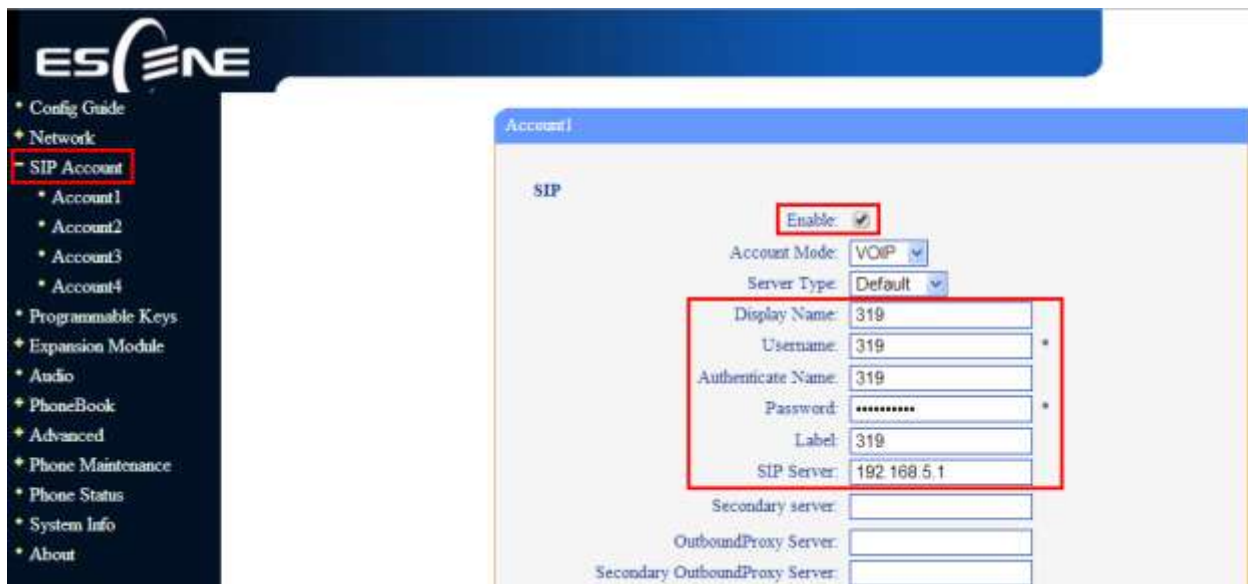 ESCENE
Config Guide
Network
SIP Account
Account1
Account2
Account3
Account4
Programmable Keys
Expansion Module
Audio
PhoneBook
Advanced
Phone Maintenance
Phone Status
System Info
About
Account1
SIP
Enable:
Account Mode: VOIP
Server Type: Default
Display Name: 319
Username: 319 *
Authenticate Name: 319
Password: •••••••••• *
Label: 319
SIP Server: 192.168.5.1
Secondary server:
OutboundProxy Server:
Secondary OutboundProxy Server: